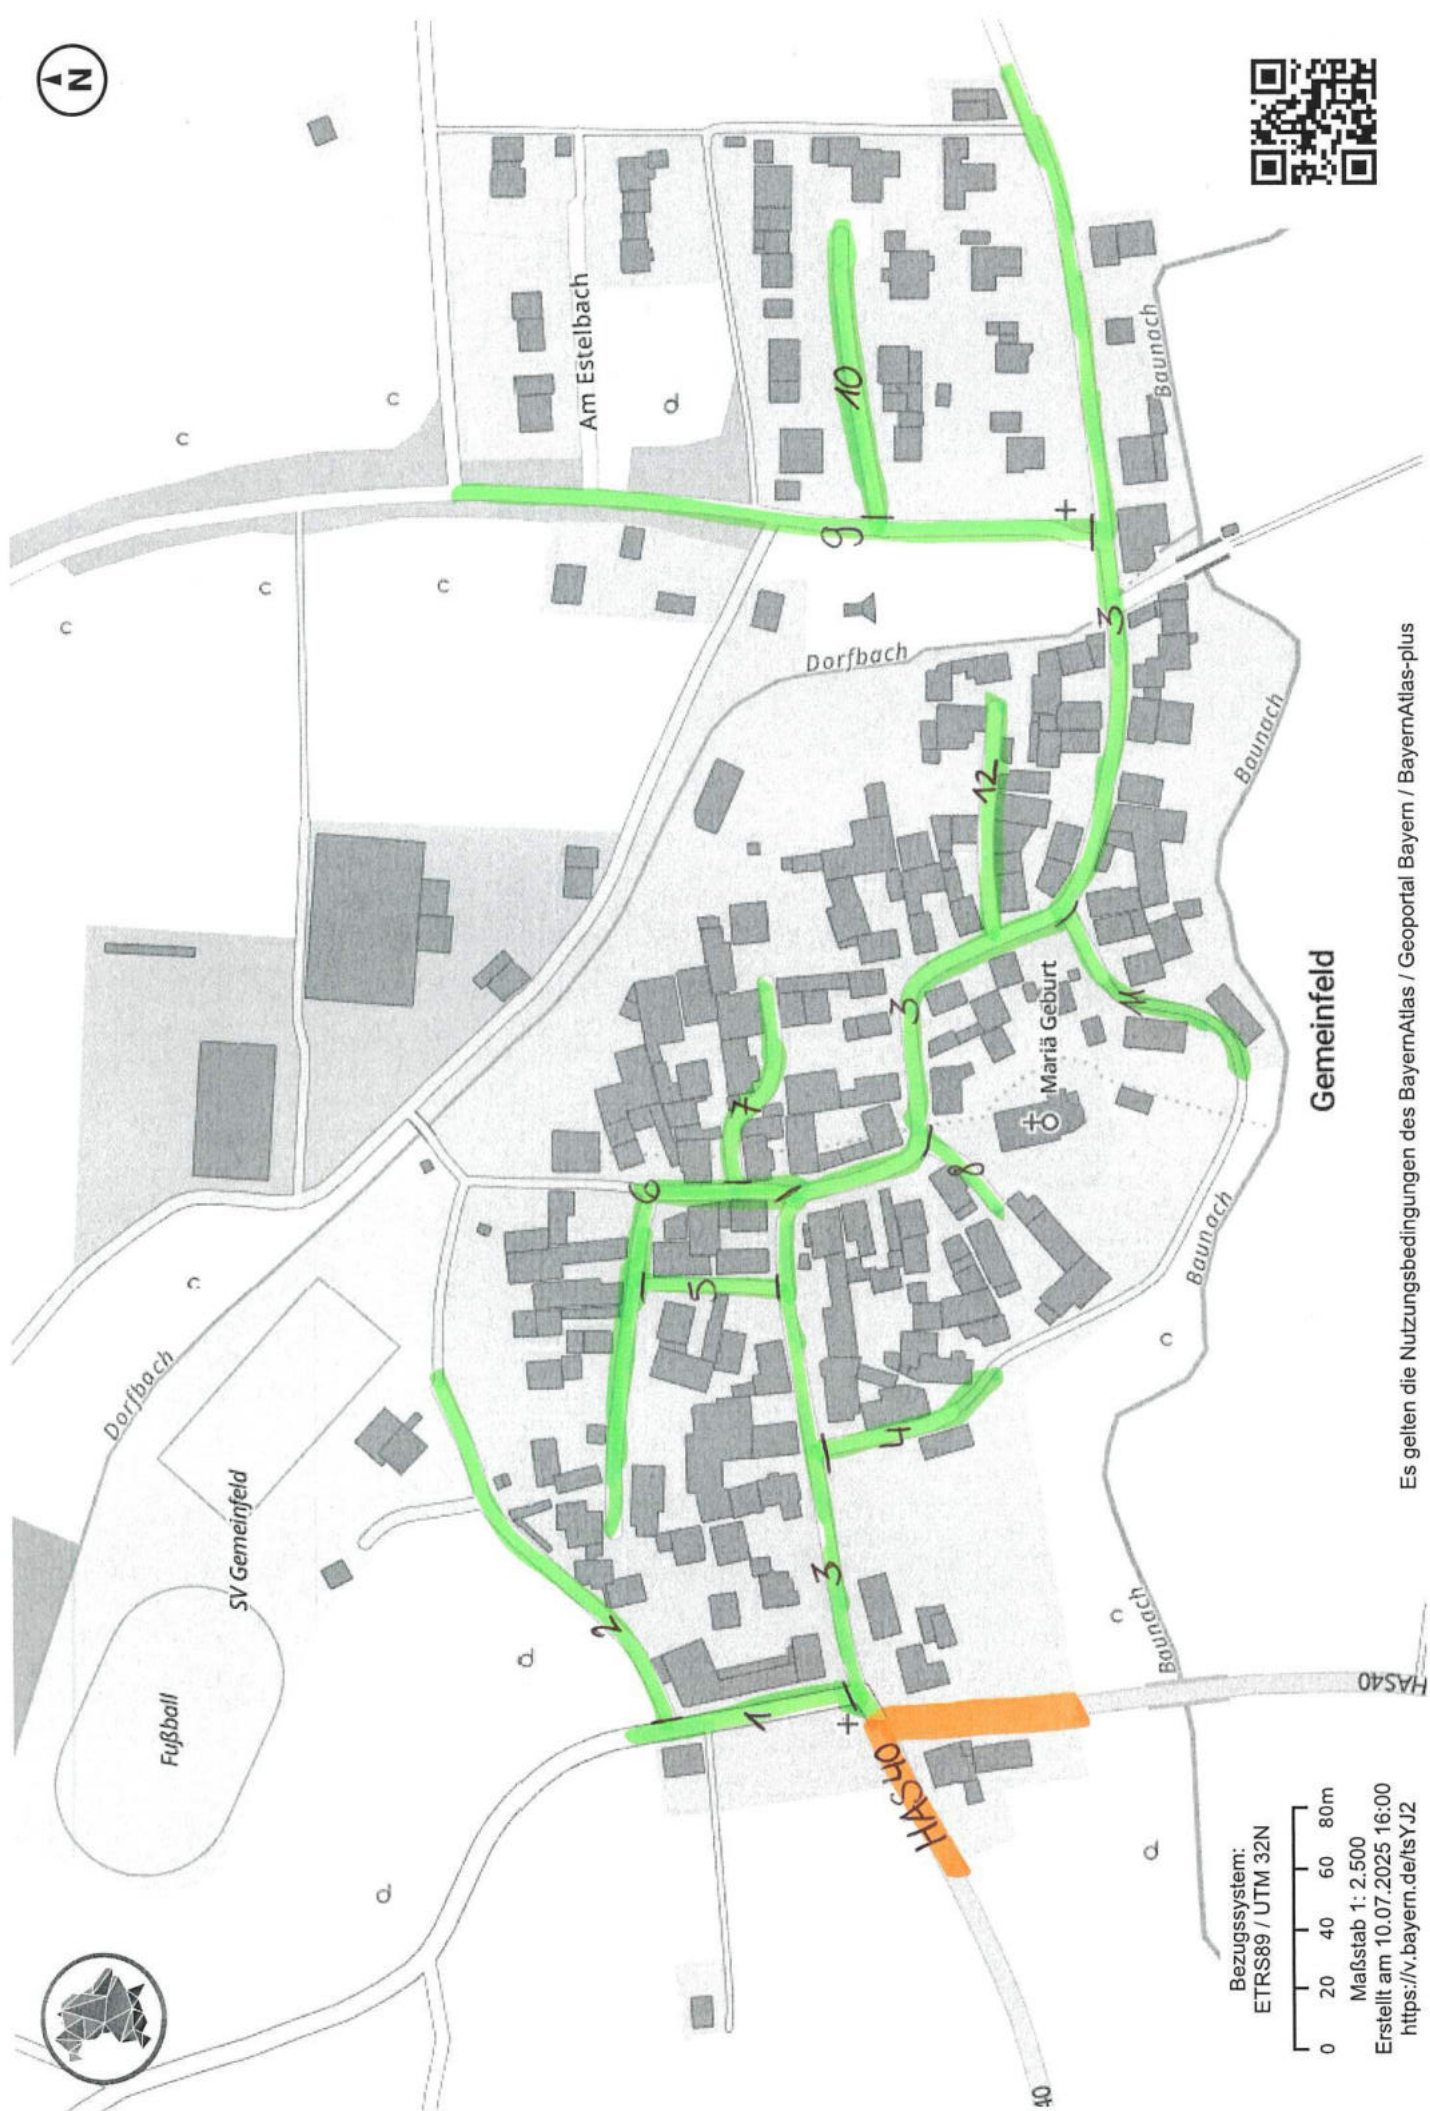 N
Am Estelbach
c
c
c
c
c
d
10
9
3
Baunach
Dorfbach
Baunach
12
3
11
Mariä Geburt
7
8
6
5
4
3
2
1
Dorfbach
SV Gemeinfeld
Fußball
c
d
d
c
c
d
Baunach
Baunach
HAS40
HAS40
40
Gemeinfeld
Es gelten die Nutzungsbedingungen des BayernAtlas / Geoportal Bayern / BayernAtlas-plus
Bezugssystem:
ETRS89 / UTM 32N
0 20 40 60 80m
Maßstab 1: 2.500
Erstellt am 10.07.2025 16:00
https://v.bayern.de/tsYJ2